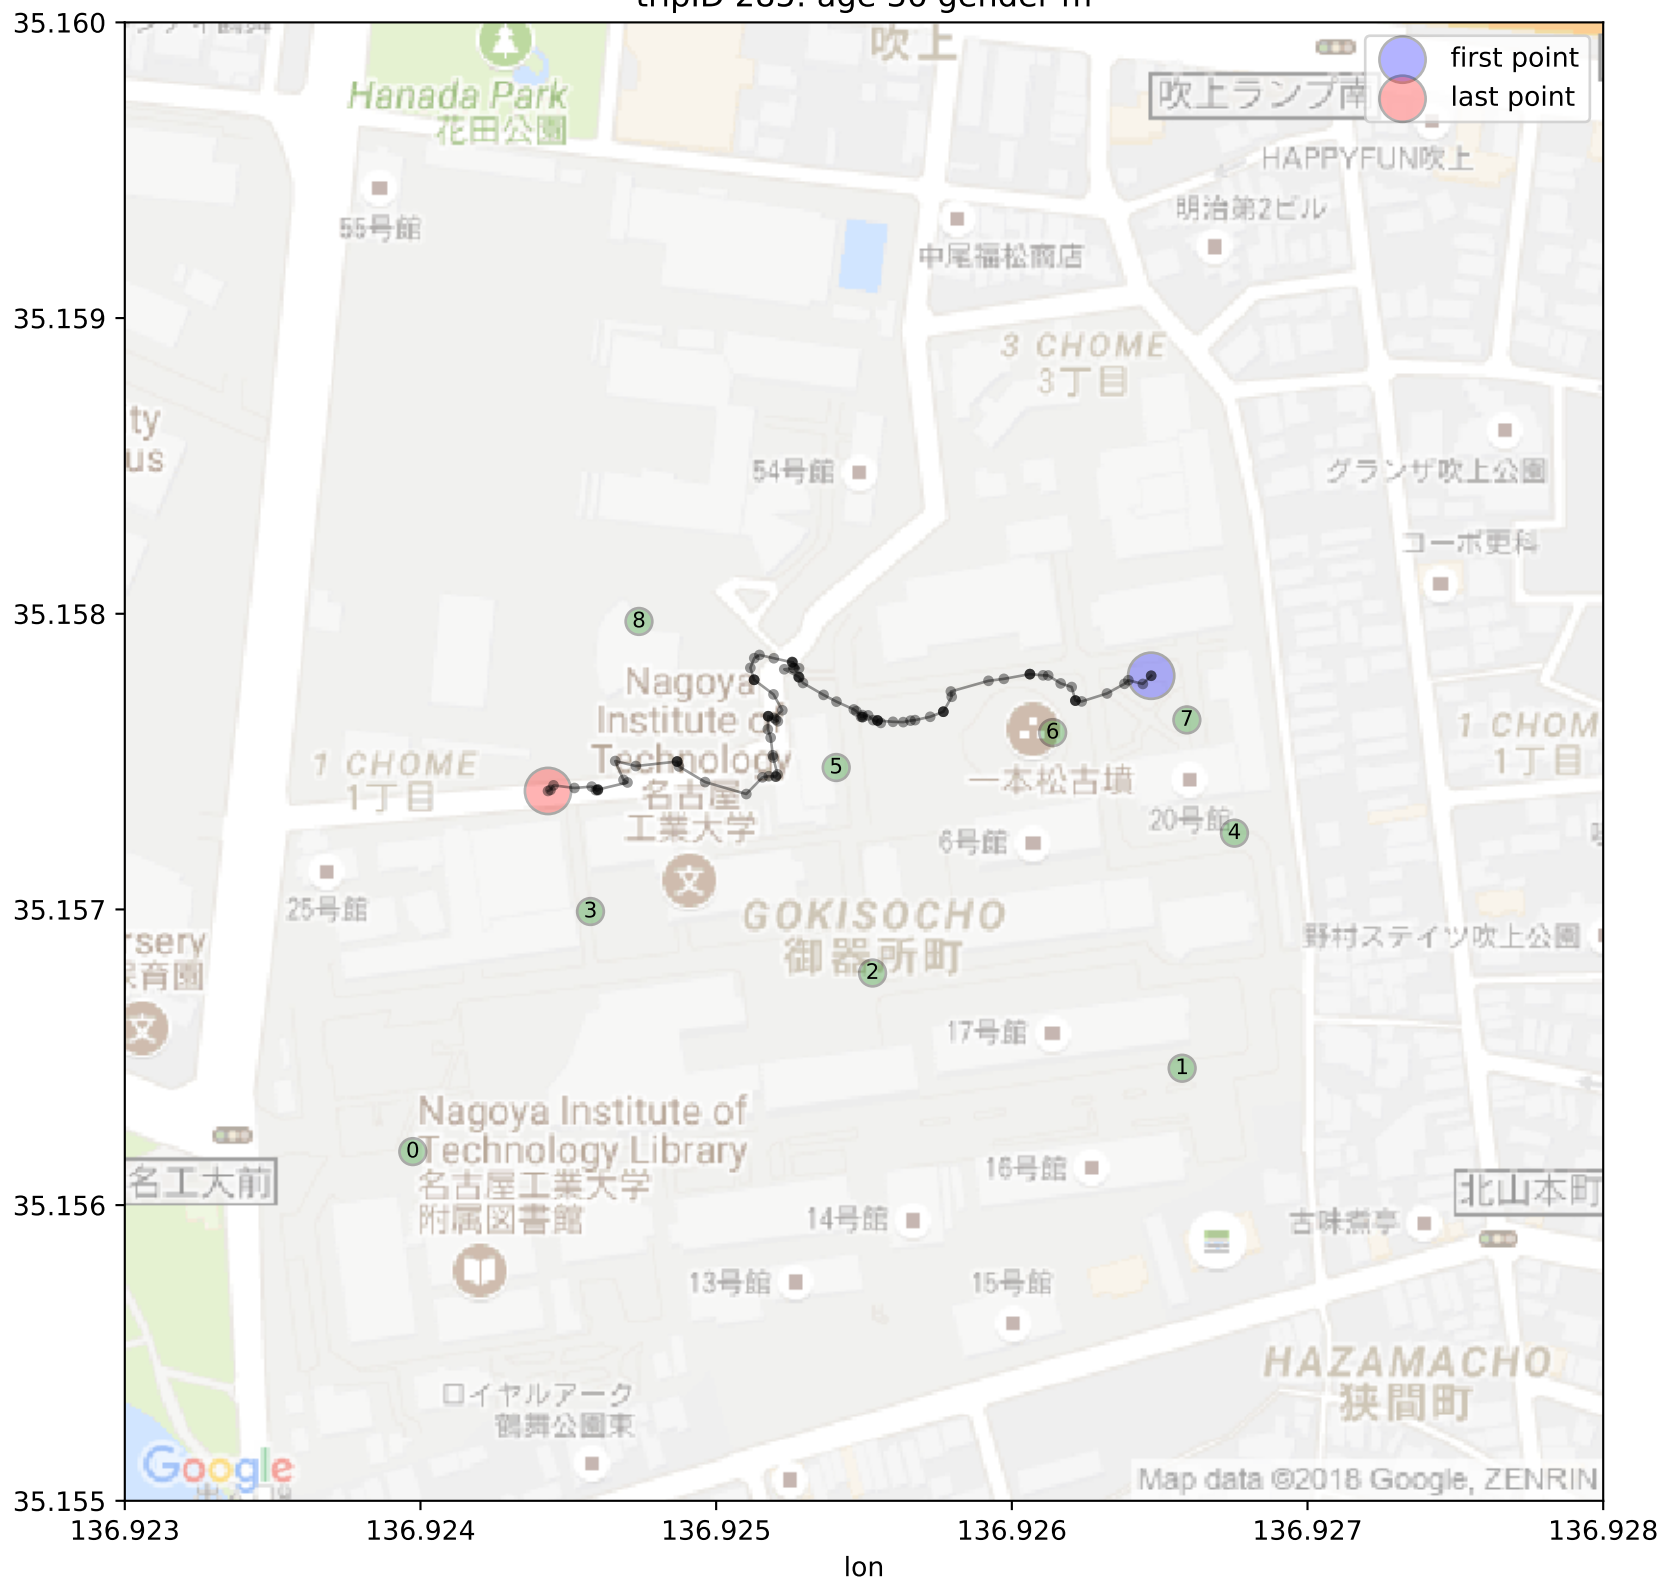 35.160
吹上
first point
last point
吹上ランプ南
Hanada Park
花田公園
HAPPYFUN吹上
55号館
明治第2ビル
中尾福松商店
35.159
3 CHOME
3丁目
ty
us
54号館
グランザ吹上公園
コーポ更科
35.158
8
Nagoya
Institute o
Technology
名古屋
工業大学
1 CHOME
1丁目
5
6
7
一本松古墳
1 CHOM
1丁目
20号館
4
6号館
35.157
25号館
3
GOKISOCHO
御器所町
2
野村ステイツ吹上公園
rsery
保育園
17号館
1
Nagoya Institute of
Technology Library
名古屋工業大学
附属図書館
0
名工大前
16号館
北山本町
35.156
14号館
古味煮亭
13号館
15号館
HAZAMACHO
狭間町
ロイヤルアーク
鶴舞公園東
Google
Map data ©2018 Google, ZENRIN
35.155
136.923
136.924
136.925
136.926
136.927
136.928
lon